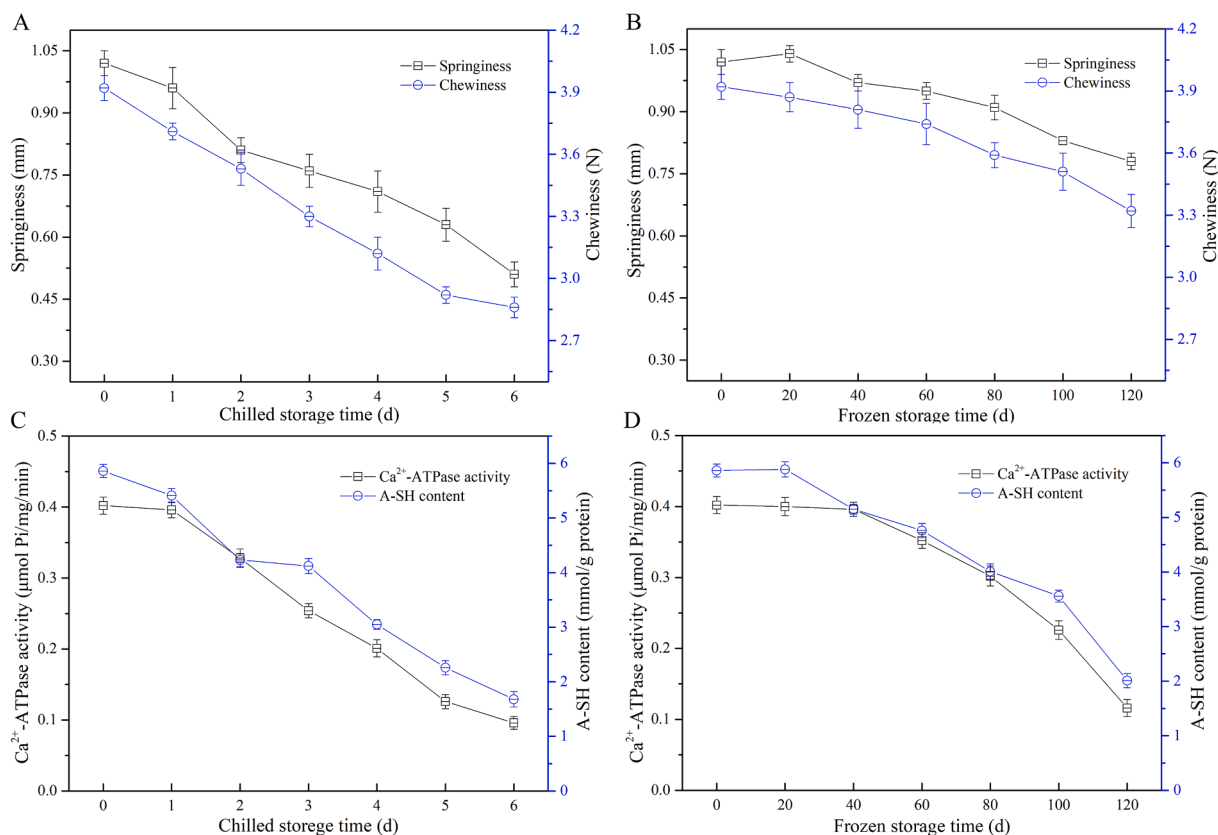 A
1.05
0.90
0.75
0.60
0.45
0.30
Springiness (mm)
Springiness
Chewiness
4.2
3.9
3.6
3.3
3.0
2.7
Chewiness (N)
0 1 2 3 4 5 6
Chilled storage time (d)
B
1.05
0.90
0.75
0.60
0.45
0.30
Springiness (mm)
Springiness
Chewiness
4.2
3.9
3.6
3.3
3.0
2.7
Chewiness (N)
0 20 40 60 80 100 120
Frozen storage time (d)
C
0.5
0.4
0.3
0.2
0.1
0.0
Ca²⁺-ATPase activity (μmol Pi/mg/min)
Ca²⁺-ATPase activity
A-SH content
6
5
4
3
2
1
0
A-SH content (mmol/g protein)
0 1 2 3 4 5 6
Chilled storege time (d)
D
0.5
0.4
0.3
0.2
0.1
0.0
Ca²⁺-ATPase activity (μmol Pi/mg/min)
Ca²⁺-ATPase activity
A-SH content
6
5
4
3
2
1
0
A-SH content (mmol/g protein)
0 20 40 60 80 100 120
Frozen storage time (d)